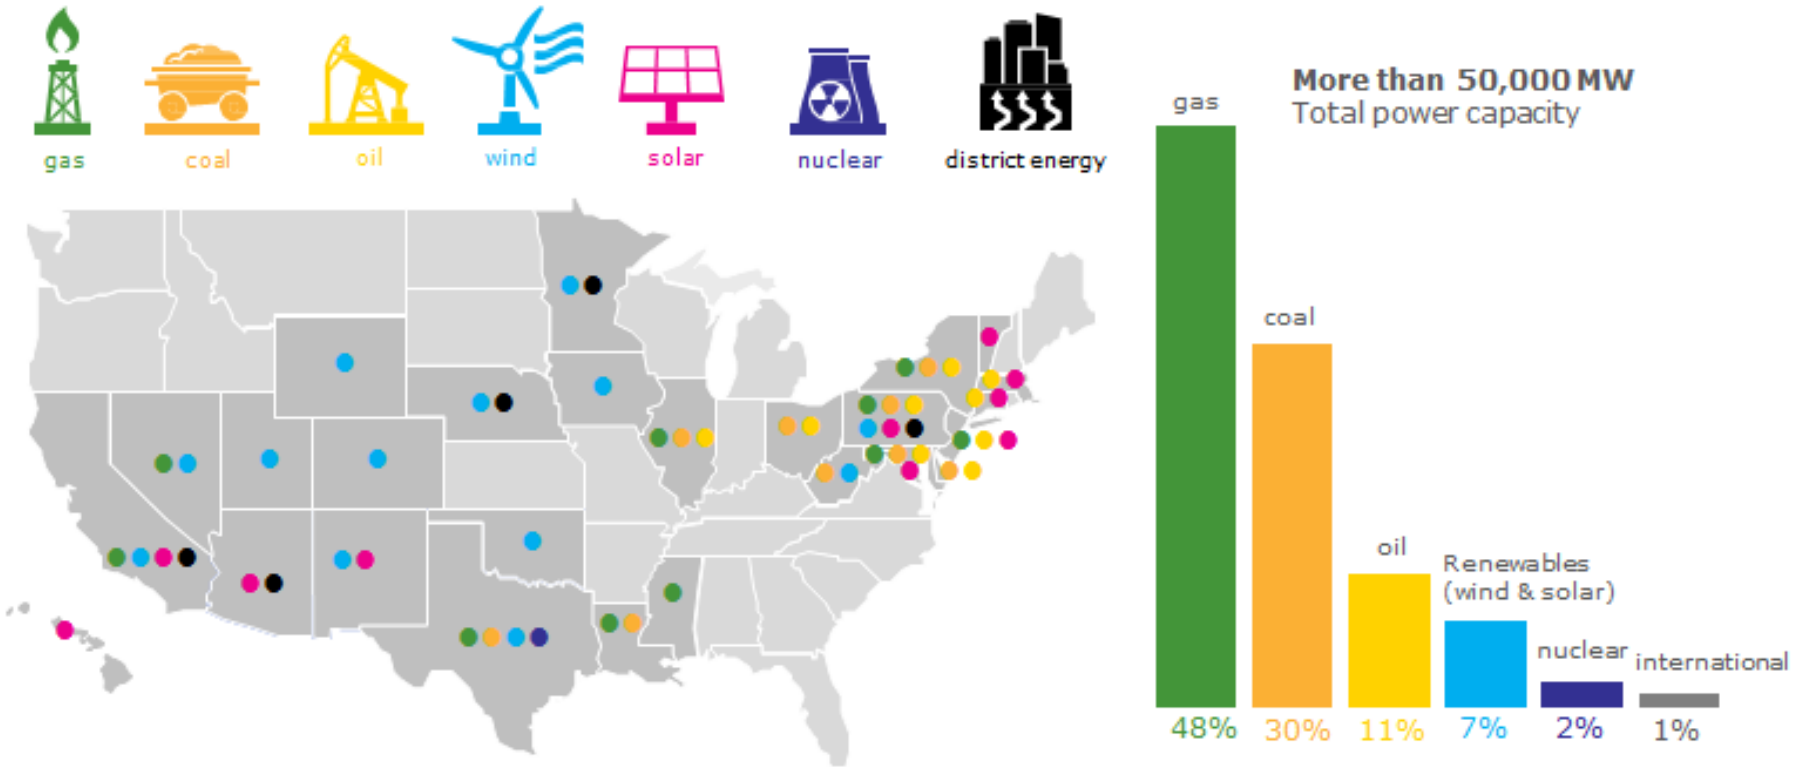 gas
coal
oil
wind
solar
nuclear
district energy
More than 50,000 MW
Total power capacity
gas
coal
oil
Renewables
(wind & solar)
nuclear
international
48%
30%
11%
7%
2%
1%